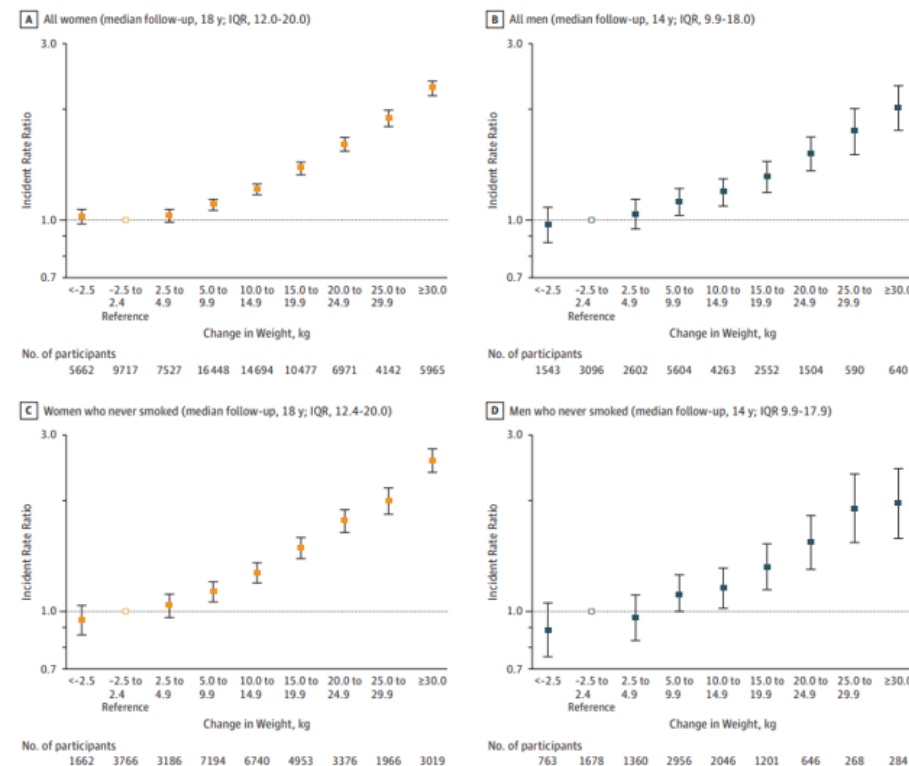 A All women (median follow-up, 18 y; IQR, 12.0-20.0)
3.0
1.0
0.7
Incident Rate Ratio
<-2.5 -2.5 to 2.5 to 5.0 to 10.0 to 15.0 to 20.0 to 25.0 to ≥30.0
2.4 4.9 9.9 14.9 19.9 24.9 29.9
Reference
Change in Weight, kg
No. of participants
5662 9717 7527 16448 14694 10477 6971 4142 5965
B All men (median follow-up, 14 y; IQR, 9.9-18.0)
3.0
1.0
0.7
Incident Rate Ratio
<-2.5 -2.5 to 2.5 to 5.0 to 10.0 to 15.0 to 20.0 to 25.0 to ≥30.0
2.4 4.9 9.9 14.9 19.9 24.9 29.9
Reference
Change in Weight, kg
No. of participants
1543 3096 2602 5604 4263 2552 1504 590 640
C Women who never smoked (median follow-up, 18 y; IQR, 12.4-20.0)
3.0
1.0
0.7
Incident Rate Ratio
<-2.5 -2.5 to 2.5 to 5.0 to 10.0 to 15.0 to 20.0 to 25.0 to ≥30.0
2.4 4.9 9.9 14.9 19.9 24.9 29.9
Reference
Change in Weight, kg
No. of participants
1662 3766 3186 7194 6740 4953 3376 1966 3019
D Men who never smoked (median follow-up, 14 y; IQR 9.9-17.9)
3.0
1.0
0.7
Incident Rate Ratio
<-2.5 -2.5 to 2.5 to 5.0 to 10.0 to 15.0 to 20.0 to 25.0 to ≥30.0
2.4 4.9 9.9 14.9 19.9 24.9 29.9
Reference
Change in Weight, kg
No. of participants
763 1678 1360 2956 2046 1201 646 268 284